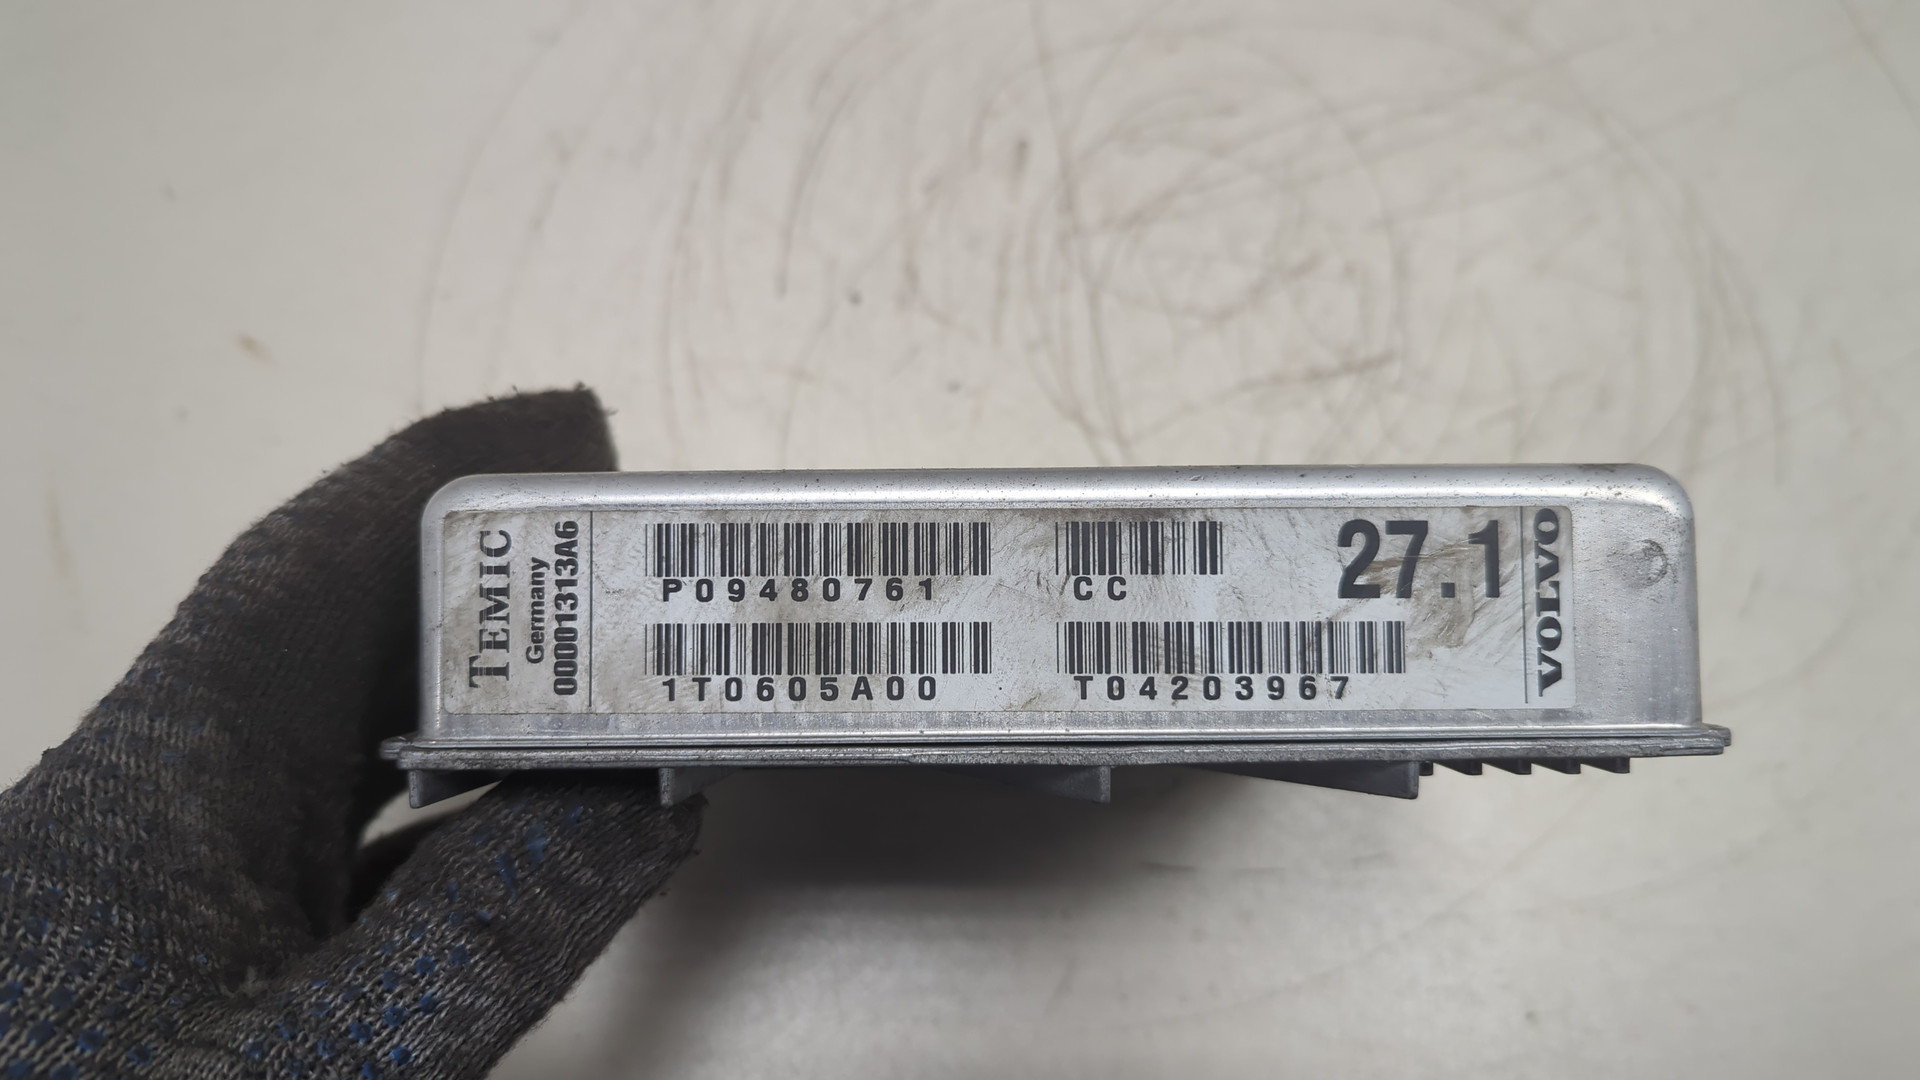 TEMIC
Germany
00001313A6
P09480761
CC
27.1
1T0605A00
T04203967
VOLVO